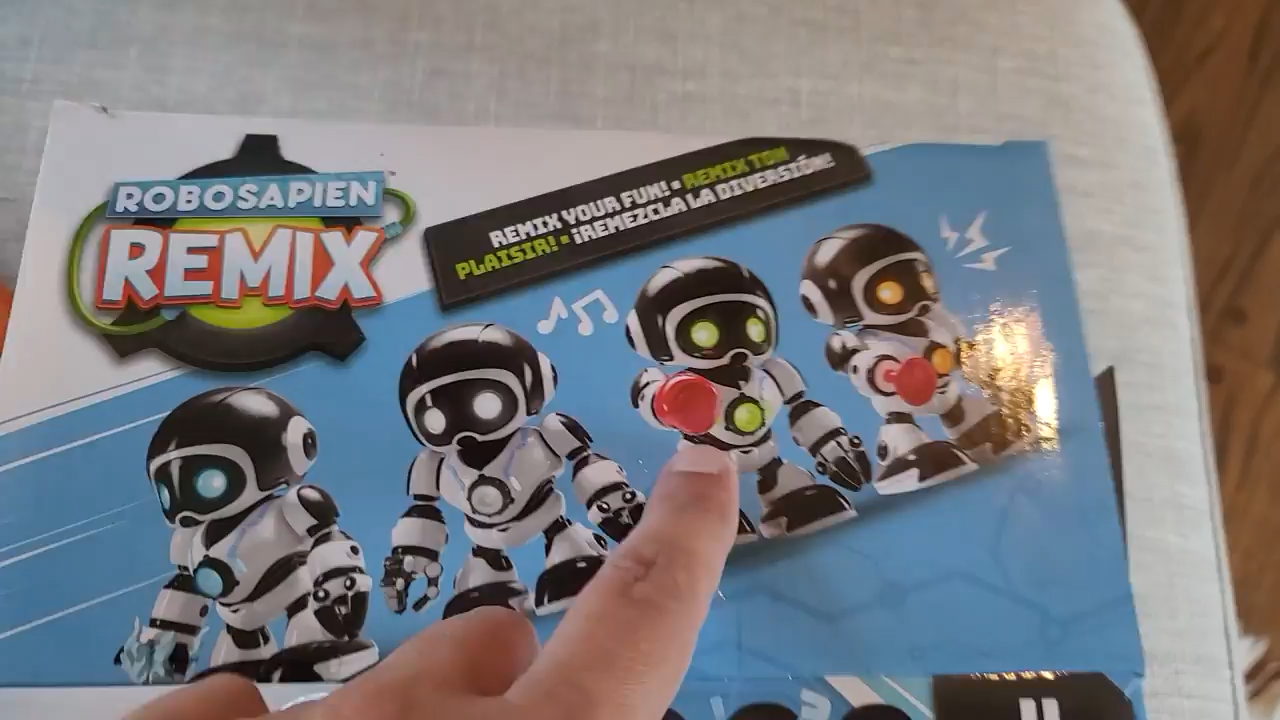 ROBOSAPIEN
REMIX
REMIX YOUR FUN! • REMIX TON
PLAISIR! • ¡REMEZCLA LA DIVERSIÓN!